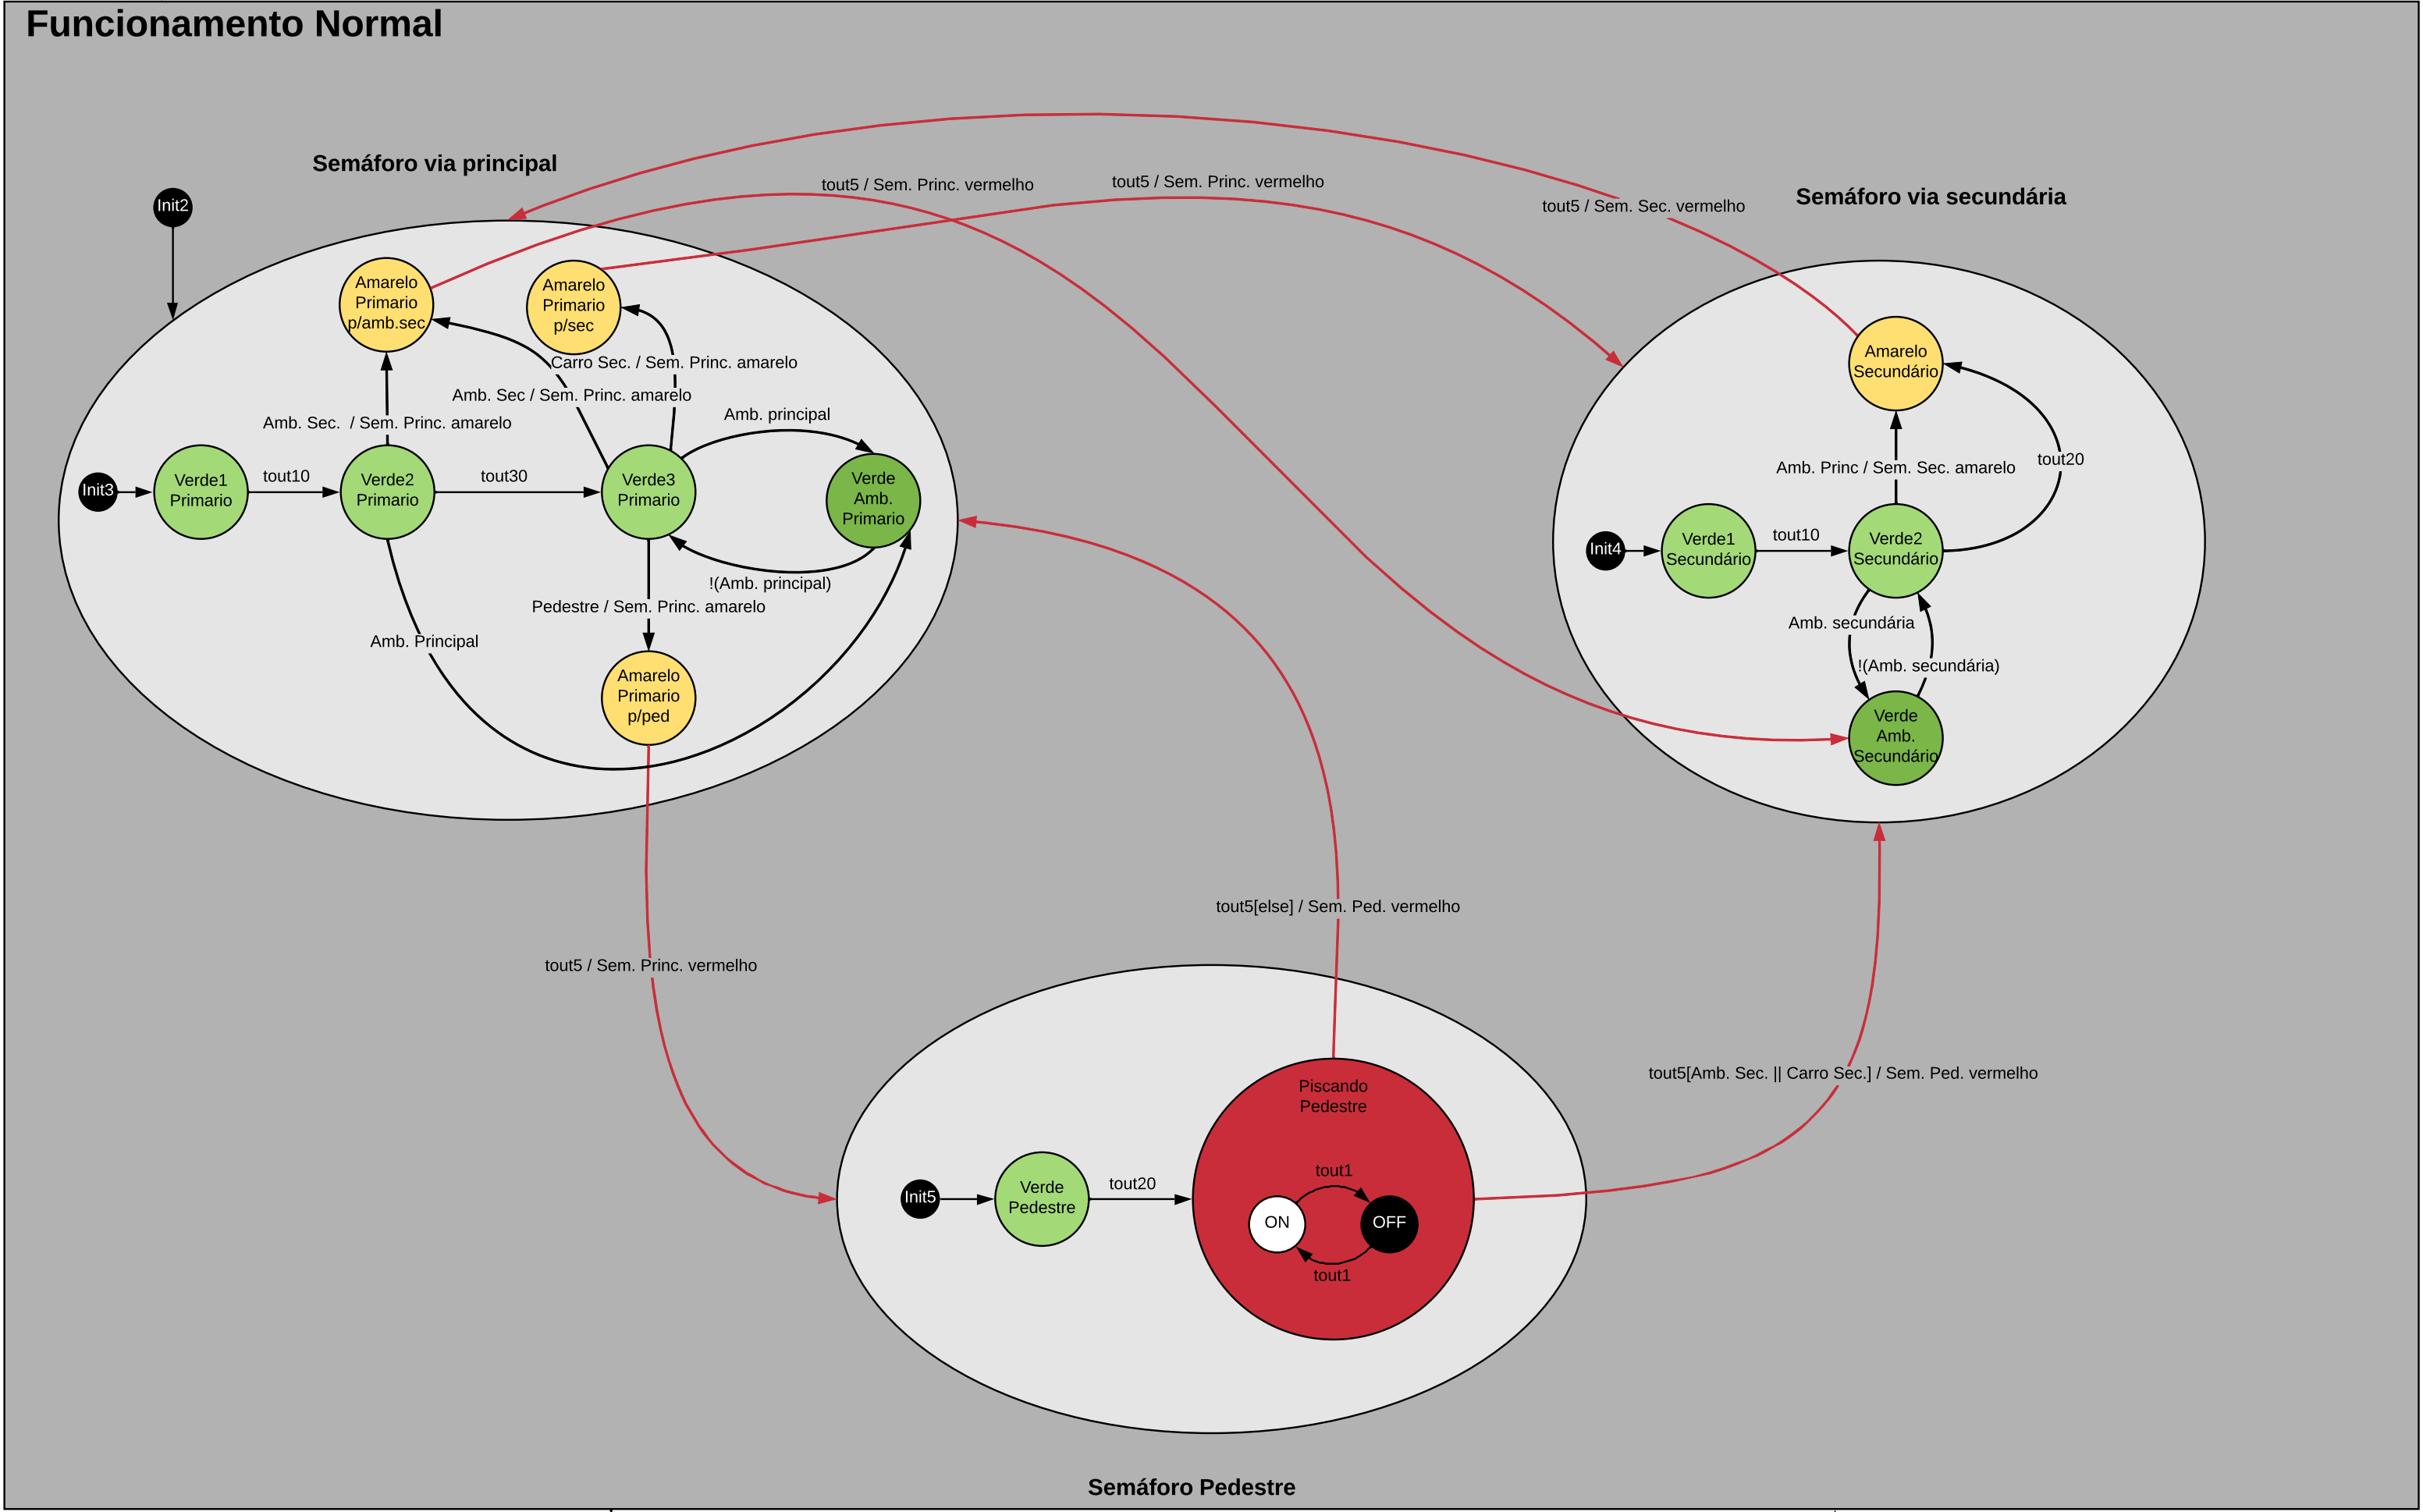 Funcionamento Normal
Semáforo via principal
Init2
tout5 / Sem. Princ. vermelho
tout5 / Sem. Princ. vermelho
tout5 / Sem. Sec. vermelho
Semáforo via secundária
Amarelo
Primario
p/amb.sec
Amarelo
Primario
p/sec
Carro Sec. / Sem. Princ. amarelo
Amb. Sec / Sem. Princ. amarelo
Amb. Sec.  / Sem. Princ. amarelo
Amb. principal
Init3
Verde1
Primario
tout10
Verde2
Primario
tout30
Verde3
Primario
Verde
Amb.
Primario
!(Amb. principal)
Pedestre / Sem. Princ. amarelo
Amb. Principal
Amarelo
Primario
p/ped
Amarelo
Secundário
Amb. Princ / Sem. Sec. amarelo
tout20
Init4
Verde1
Secundário
tout10
Verde2
Secundário
Amb. secundária
!(Amb. secundária)
Verde
Amb.
Secundário
tout5[else] / Sem. Ped. vermelho
tout5 / Sem. Princ. vermelho
tout5[Amb. Sec. || Carro Sec.] / Sem. Ped. vermelho
Piscando
Pedestre
Init5
Verde
Pedestre
tout20
tout1
ON
OFF
tout1
Semáforo Pedestre